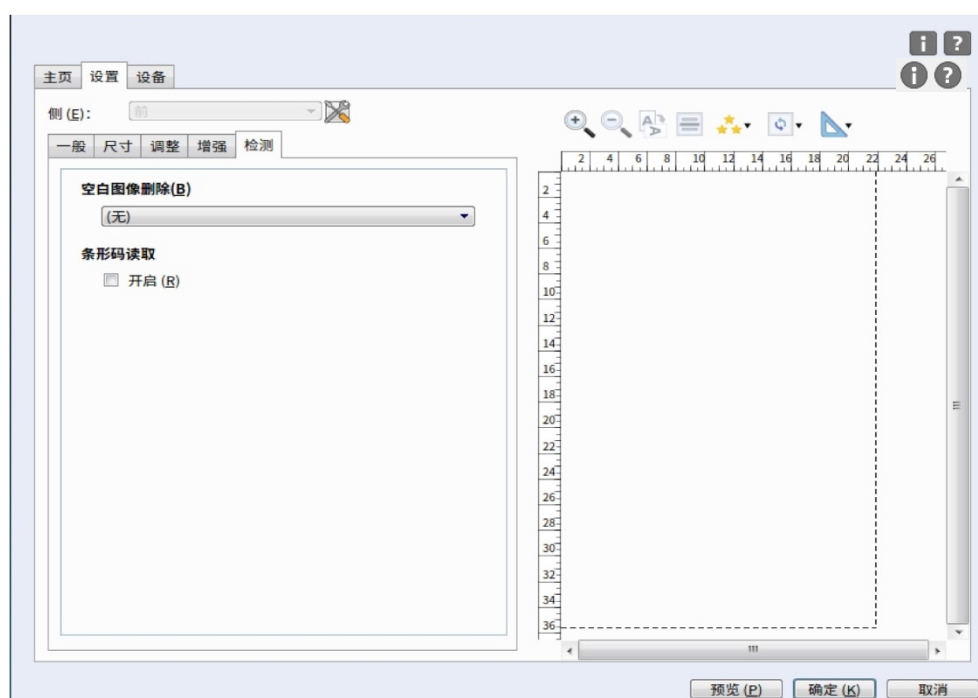 主页 设置 设备
侧 (E): 前
一般 尺寸 调整 增强 检测
空白图像删除(B)
(无)
条形码读取
开启 (R)
2 4 6 8 10 12 14 16 18 20 22 24 26
2
4
6
8
10
12
14
16
18
20
22
24
26
28
30
32
34
36
预览 (P) 确定 (K) 取消